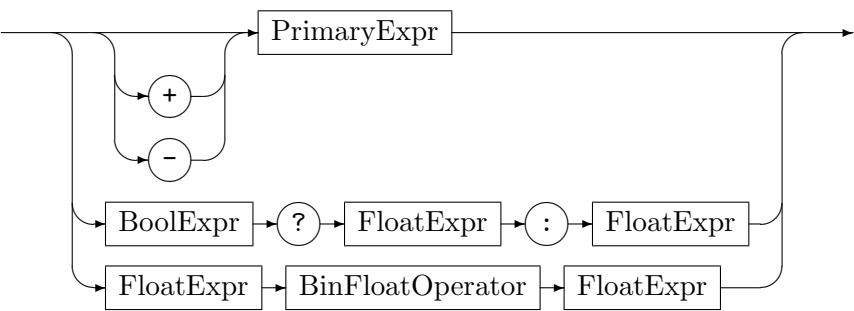 PrimaryExpr
+
-
BoolExpr ? FloatExpr : FloatExpr
FloatExpr BinFloatOperator FloatExpr